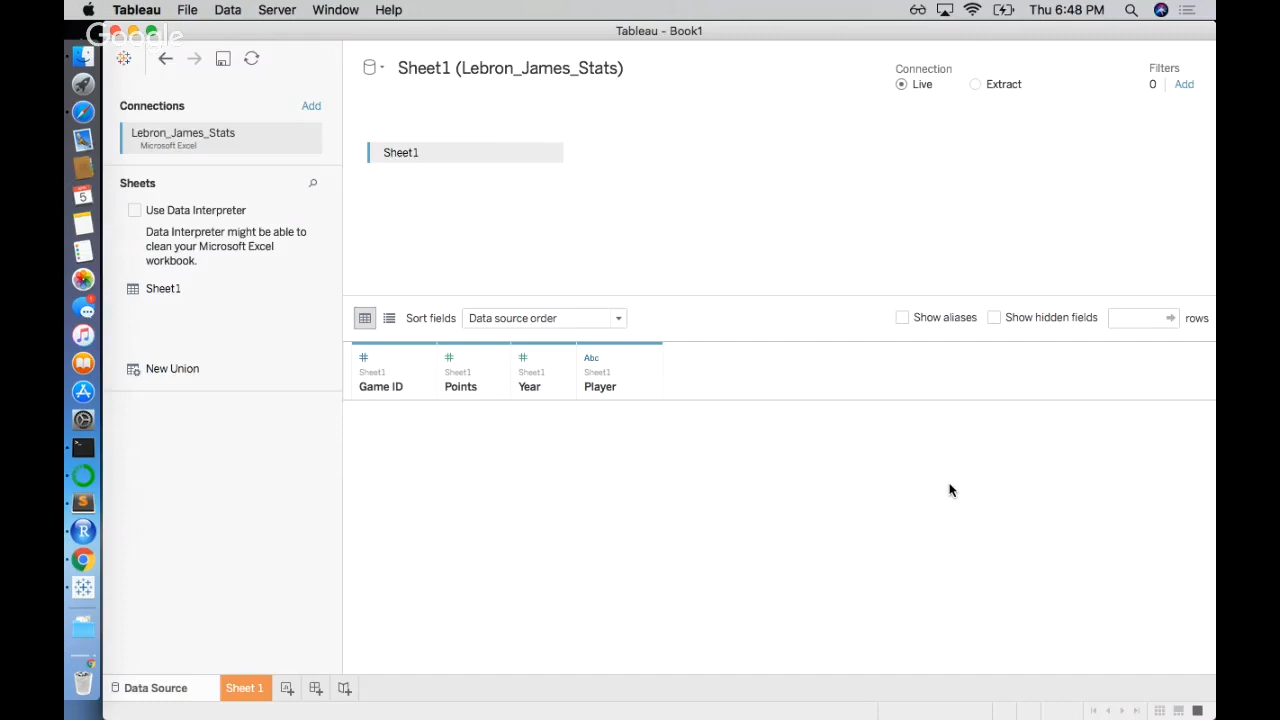 Tableau File Data Server Window Help Thu 6:48 PM
Google
Tableau - Book1
Connections Add
Lebron_James_Stats
Microsoft Excel
Sheets
Use Data Interpreter
Data Interpreter might be able to
clean your Microsoft Excel
workbook.
Sheet1
New Union
Sheet1 (Lebron_James_Stats)
Connection
Live Extract
Filters
0 Add
Sheet1
Sort fields Data source order Show aliases Show hidden fields rows
# # # Abc
Sheet1 Sheet1 Sheet1 Sheet1
Game ID Points Year Player
5
S
R
Data Source Sheet 1